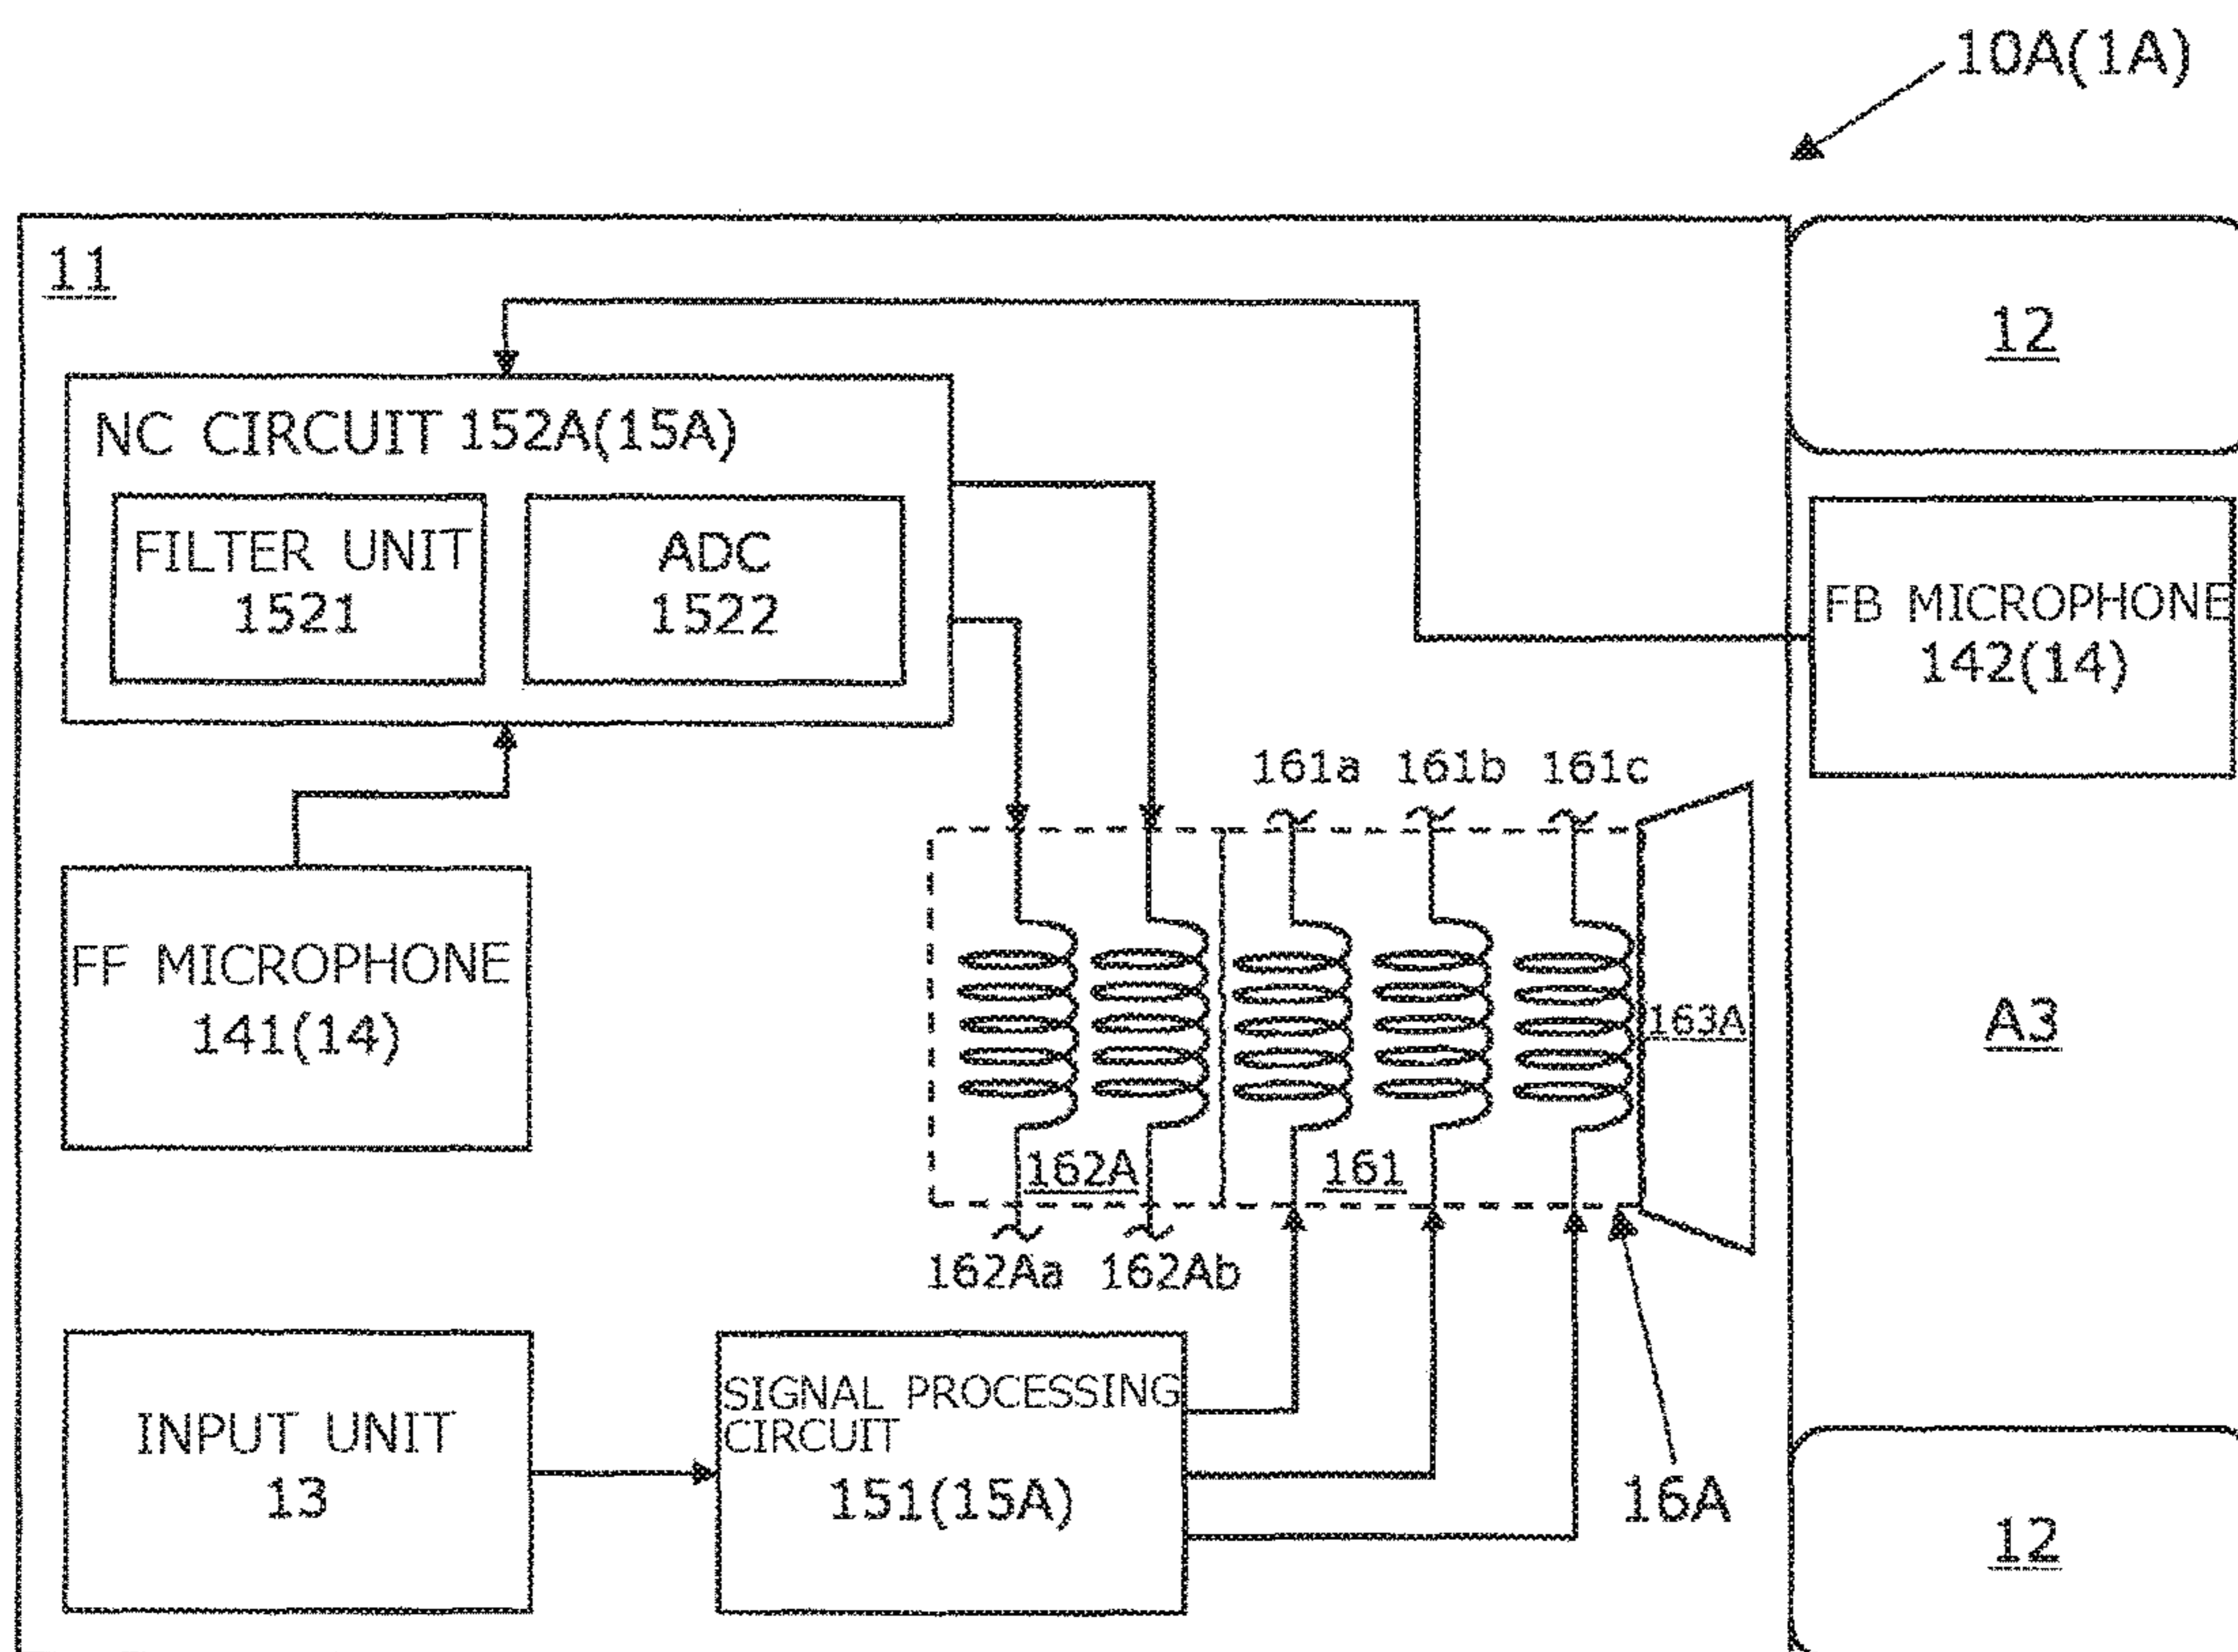 10A(1A)
11
12
NC CIRCUIT 152A(15A)
FILTER UNIT
1521
ADC
1522
FB MICROPHONE
142(14)
161a 161b 161c
FF MICROPHONE
141(14)
163A
A3
162A
161
162Aa 162Ab
INPUT UNIT
13
SIGNAL PROCESSING
CIRCUIT
151(15A)
16A
12